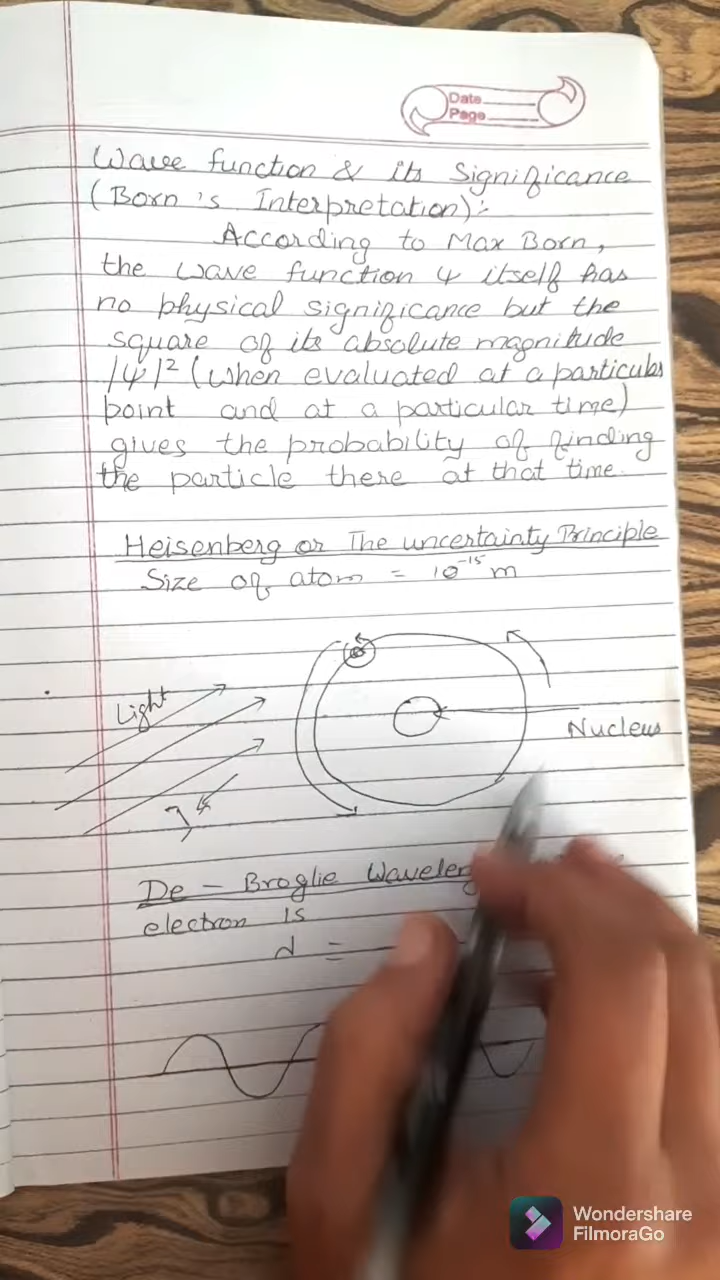 Date
Page
Wave function & its Significance
(Born's Interpretation):-
According to Max Born,
the wave function ψ itself has
no physical significance but the
square of its absolute magnitude
|ψ|² (when evaluated at a particular
point and at a particular time)
gives the probability of finding
the particle there at that time.
Heisenberg or The uncertainty Principle
Size of atom = 10⁻¹⁵ m
Light
Nucleus
De - Broglie
electron is
=
Wondershare
FilmoraGo